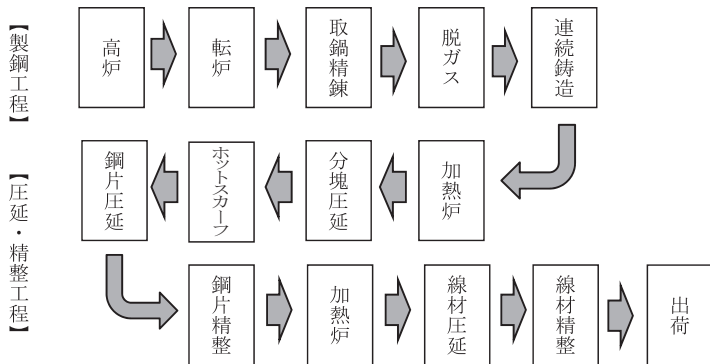 【製鋼工程】
高炉
転炉
取鍋精錬
脱ガス
連続鋳造
【圧延・精整工程】
加熱炉
分塊圧延
ホットスカーフ
鋼片圧延
鋼片精整
加熱炉
線材圧延
線材精整
出荷